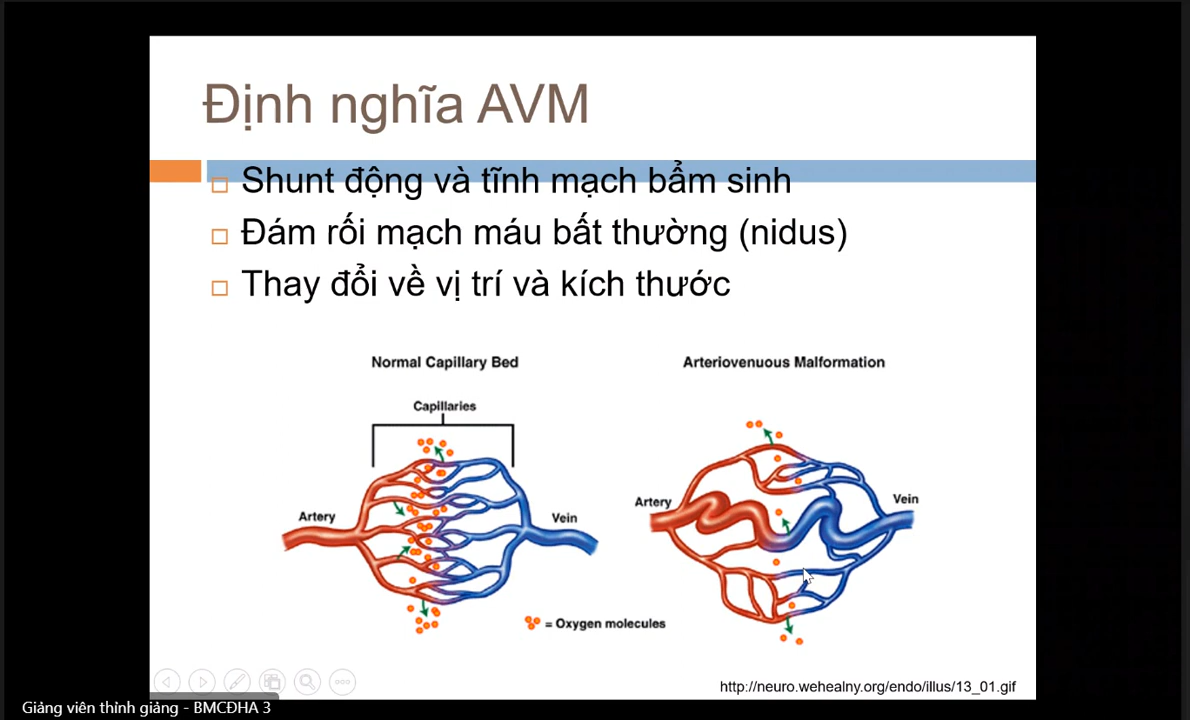 Định nghĩa AVM
Shunt động và tĩnh mạch bẩm sinh
Đám rối mạch máu bất thường (nidus)
Thay đổi về vị trí và kích thước
Normal Capillary Bed
Capillaries
Artery
Vein
= Oxygen molecules
Arteriovenuous Malformation
Artery
Vein
http://neuro.wehealny.org/endo/illus/13_01.gif
Giảng viên thỉnh giảng - BMCĐHA 3